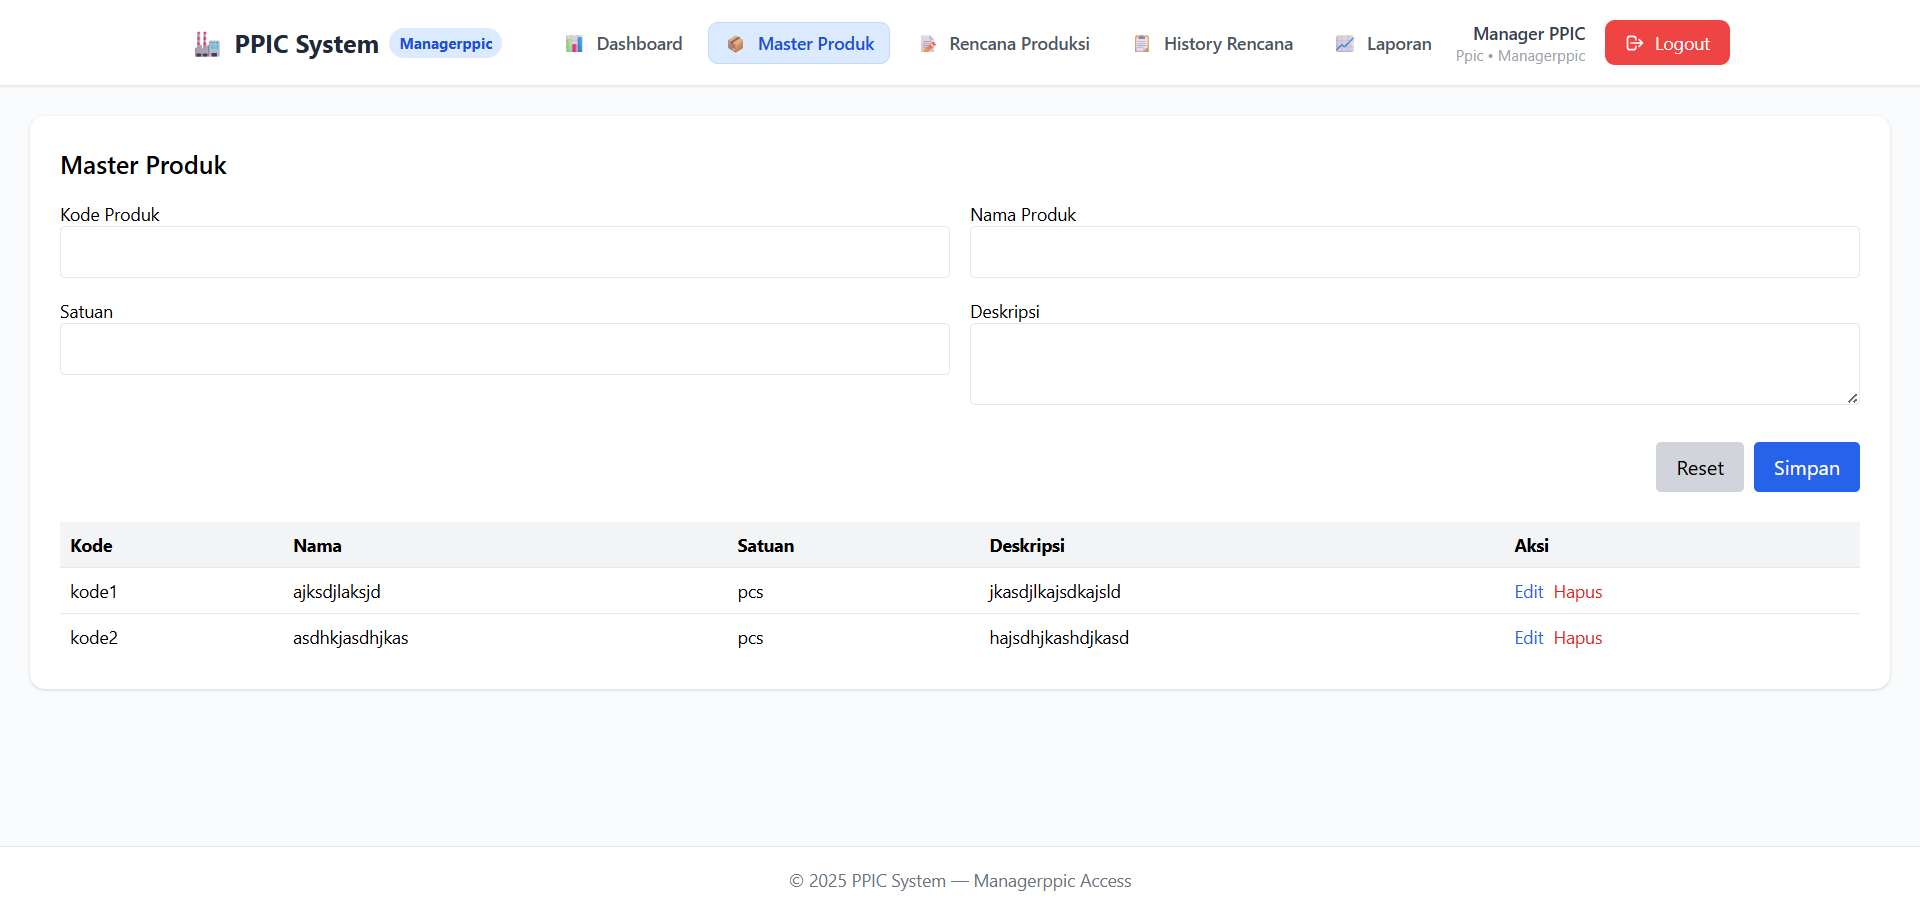 PPIC System Managerppic Dashboard Master Produk Rencana Produksi History Rencana Laporan Manager PPIC Logout
Ppic • Managerppic
Master Produk
Kode Produk Nama Produk
Satuan Deskripsi
Reset Simpan
Kode Nama Satuan Deskripsi Aksi
kode1 ajksdjlaksjd pcs jkasdjlkajsdkajsld Edit Hapus
kode2 asdhkjasdhjkas pcs hajsdhjkashdjkasd Edit Hapus
© 2025 PPIC System — Managerppic Access